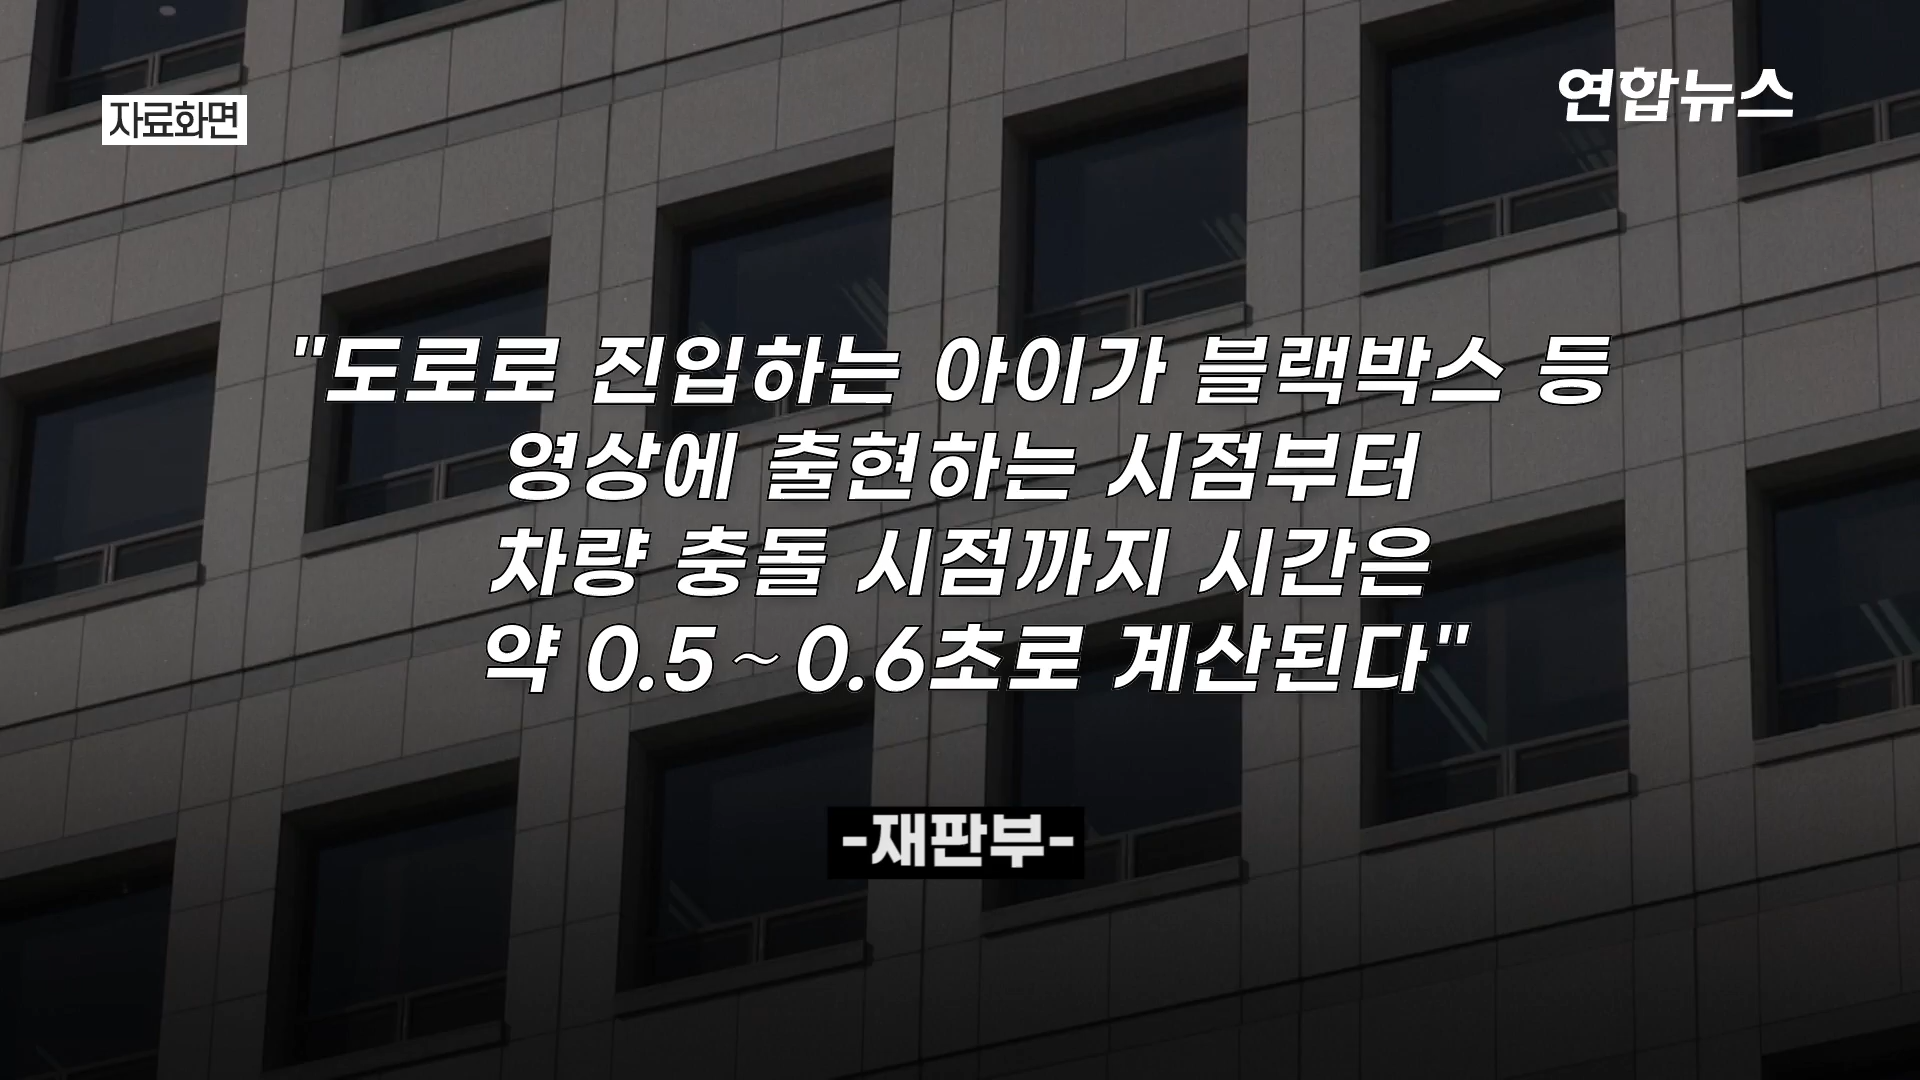 자료화면
연합뉴스
"도로로 진입하는 아이가 블랙박스 등
영상에 출현하는 시점부터
차량 충돌 시점까지 시간은
약 0.5~0.6초로 계산된다"
-재판부-